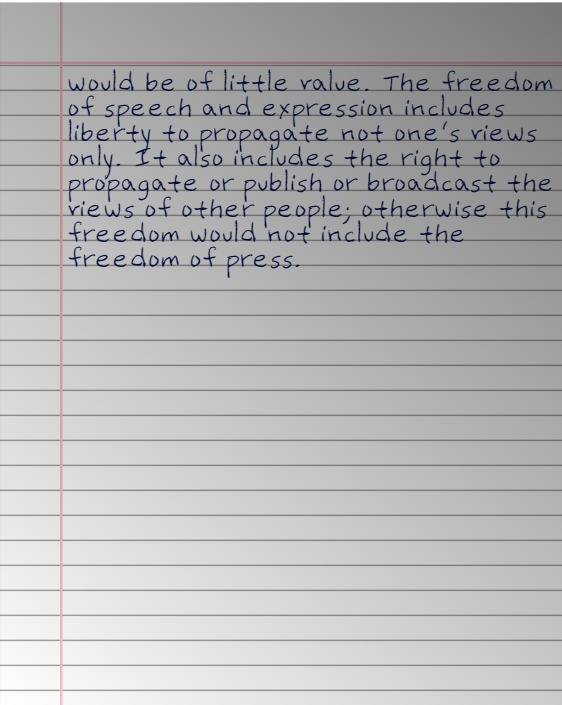 would be of little value. The freedom
of speech and expression includes
liberty to propagate not one's views
only. It also includes the right to
propagate or publish or broadcast the
views of other people; otherwise this
freedom would not include the
freedom of press.